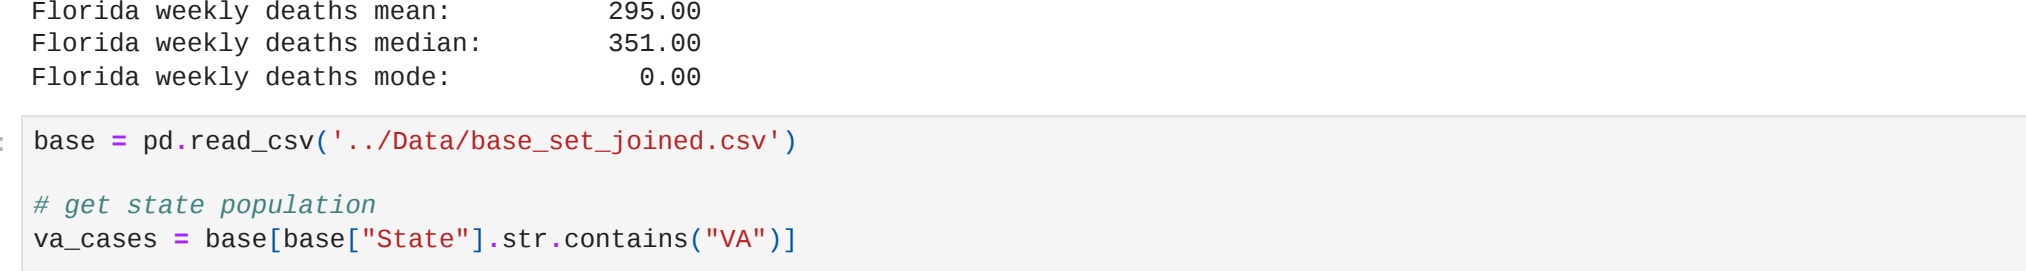 Florida weekly deaths mean: 295.00
Florida weekly deaths median: 351.00
Florida weekly deaths mode: 0.00
: base = pd.read_csv('../Data/base_set_joined.csv')
# get state population
va_cases = base[base["State"].str.contains("VA")]